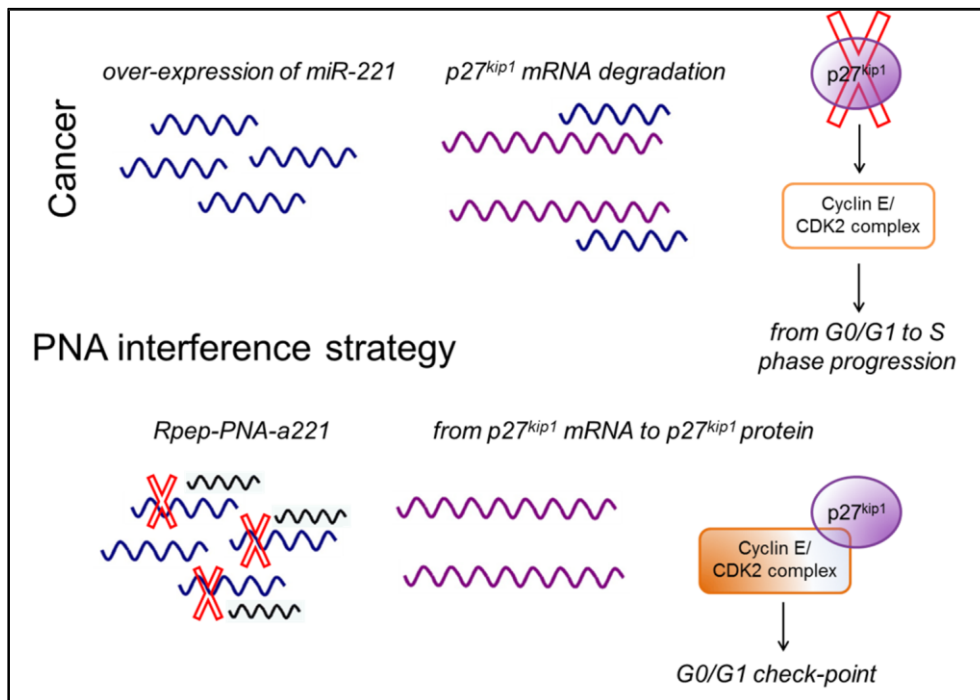 Cancer
over-expression of miR-221
p27kip1 mRNA degradation
p27kip1
Cyclin E/
CDK2 complex
from G0/G1 to S
phase progression
PNA interference strategy
Rpep-PNA-a221
from p27kip1 mRNA to p27kip1 protein
p27kip1
Cyclin E/
CDK2 complex
G0/G1 check-point